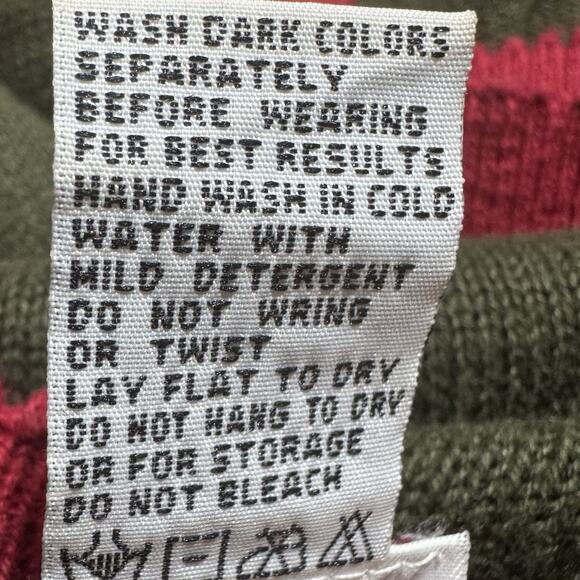 WASH DARK COLORS
SEPARATELY
BEFORE WEARING
FOR BEST RESULTS
HAND WASH IN COLD
WATER WITH
MILD DETERGENT
DO NOT WRING
OR TWIST
LAY FLAT TO DRY
DO NOT HANG TO DRY
OR FOR STORAGE
DO NOT BLEACH